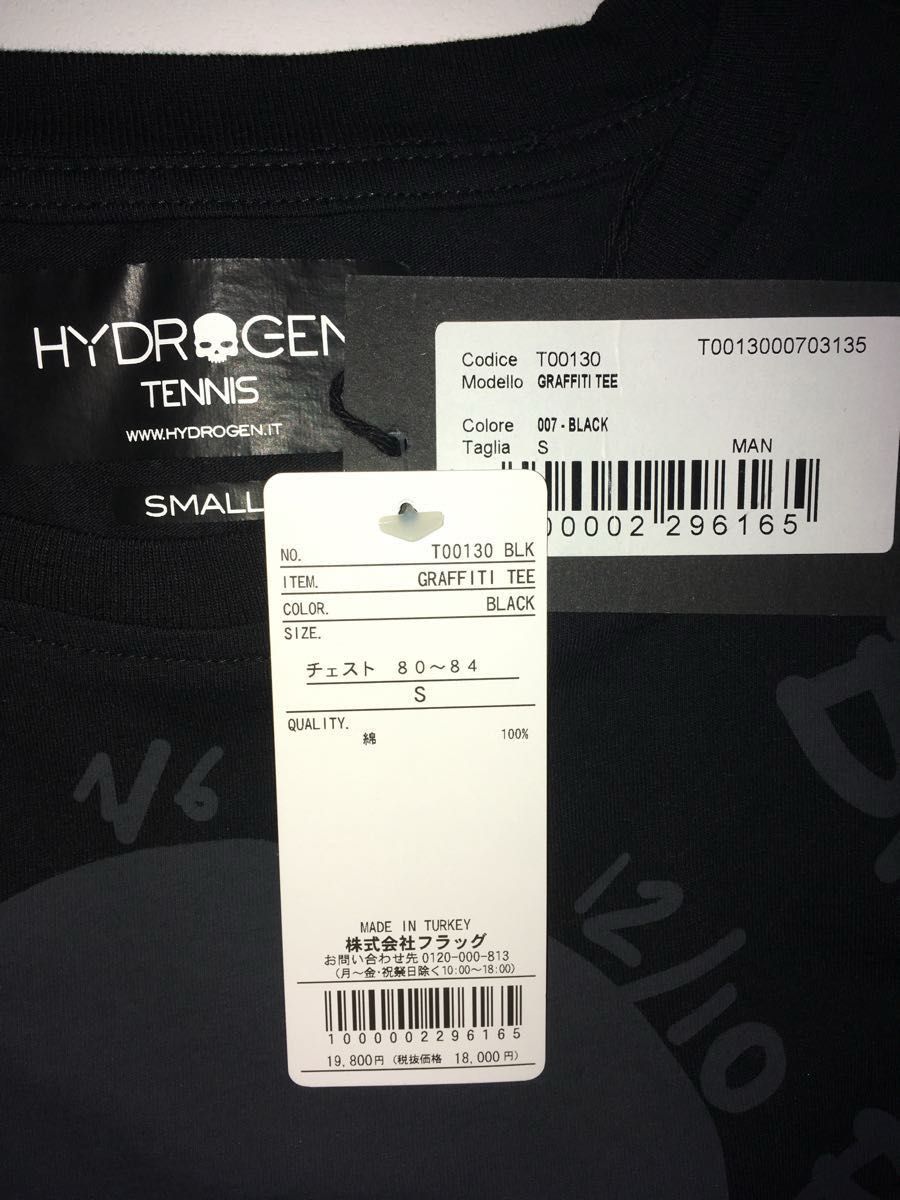 HYDROGEN
TENNIS
WWW.HYDROGEN.IT
SMALL
T0013000703135
Codice T00130
Modello GRAFFITI TEE
Colore 007 - BLACK
Taglia S MAN
00002 296165
NO. T00130 BLK
ITEM. GRAFFITI TEE
COLOR. BLACK
SIZE.
チェスト 80～84
S
QUALITY.
綿 100%
MADE IN TURKEY
株式会社フラッグ
お問い合わせ先 0120-000-813
(月～金・祝祭日除く10:00～18:00)
1000002296165
19,800円 (税抜価格 18,000円)
N6
12/10